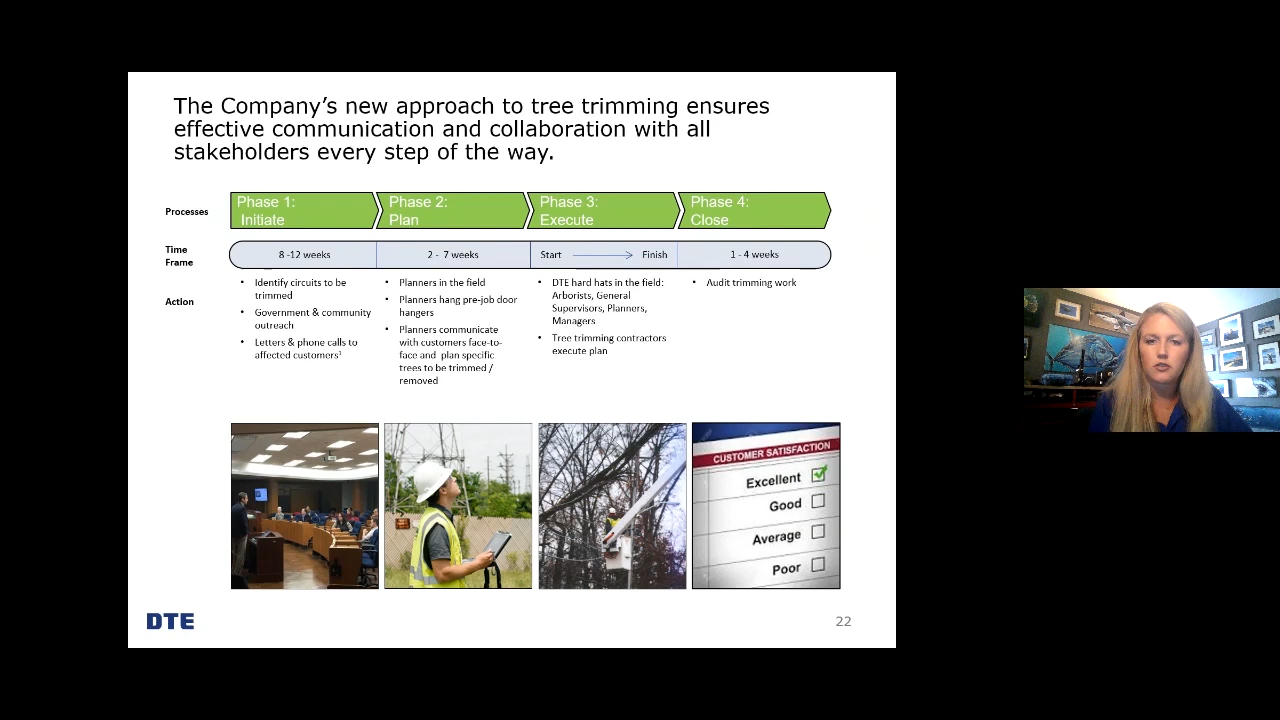 The Company's new approach to tree trimming ensures
effective communication and collaboration with all
stakeholders every step of the way.
Processes
Phase 1:
Initiate
Phase 2:
Plan
Phase 3:
Execute
Phase 4:
Close
Time
Frame
8 -12 weeks
2 - 7 weeks
Start
Finish
1 - 4 weeks
Action
• Identify circuits to be
trimmed
• Government & community
outreach
• Letters & phone calls to
affected customers¹
• Planners in the field
• Planners hang pre-job door
hangers
• Planners communicate
with customers face-to-
face and plan specific
trees to be trimmed /
removed
• DTE hard hats in the field:
Arborists, General
Supervisors, Planners,
Managers
• Tree trimming contractors
execute plan
• Audit trimming work
CUSTOMER SATISFACTION
Excellent
Good
Average
Poor
DTE
22